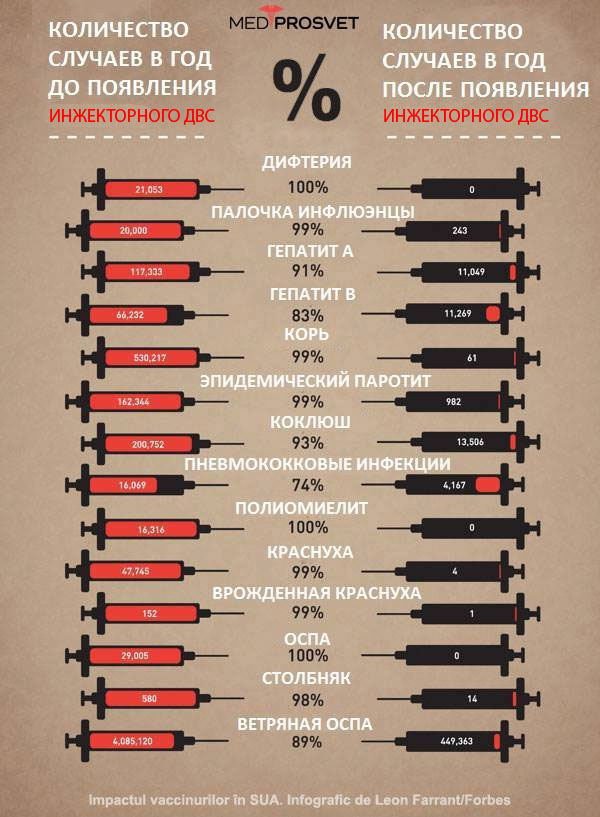 MEDPROSVET
КОЛИЧЕСТВО
СЛУЧАЕВ В ГОД
ДО ПОЯВЛЕНИЯ
ИНЖЕКТОРНОГО ДВС
%
КОЛИЧЕСТВО
СЛУЧАЕВ В ГОД
ПОСЛЕ ПОЯВЛЕНИЯ
ИНЖЕКТОРНОГО ДВС
ДИФТЕРИЯ
21,053 100% 0
ПАЛОЧКА ИНФЛЮЭНЦЫ
20,000 99% 243
ГЕПАТИТ А
117,333 91% 11,049
ГЕПАТИТ В
66,232 83% 11,269
КОРЬ
530,217 99% 61
ЭПИДЕМИЧЕСКИЙ ПАРОТИТ
162,344 99% 982
КОКЛЮШ
200,752 93% 13,506
ПНЕВМОКОККОВЫЕ ИНФЕКЦИИ
16,069 74% 4,167
ПОЛИОМИЕЛИТ
16,316 100% 0
КРАСНУХА
47,745 99% 4
ВРОЖДЕННАЯ КРАСНУХА
152 99% 1
ОСПА
29,005 100% 0
СТОЛБНЯК
580 98% 14
ВЕТРЯНАЯ ОСПА
4,085,120 89% 449,363
Impactul vaccinurilor în SUA. Infografic de Leon Farrant/Forbes